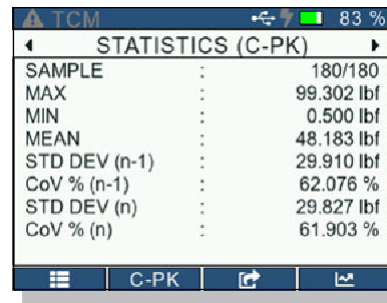 TCM 83 %
STATISTICS (C-PK)
SAMPLE : 180/180
MAX : 99.302 lbf
MIN : 0.500 lbf
MEAN : 48.183 lbf
STD DEV (n-1) : 29.910 lbf
CoV % (n-1) : 62.076 %
STD DEV (n) : 29.827 lbf
CoV % (n) : 61.903 %
C-PK